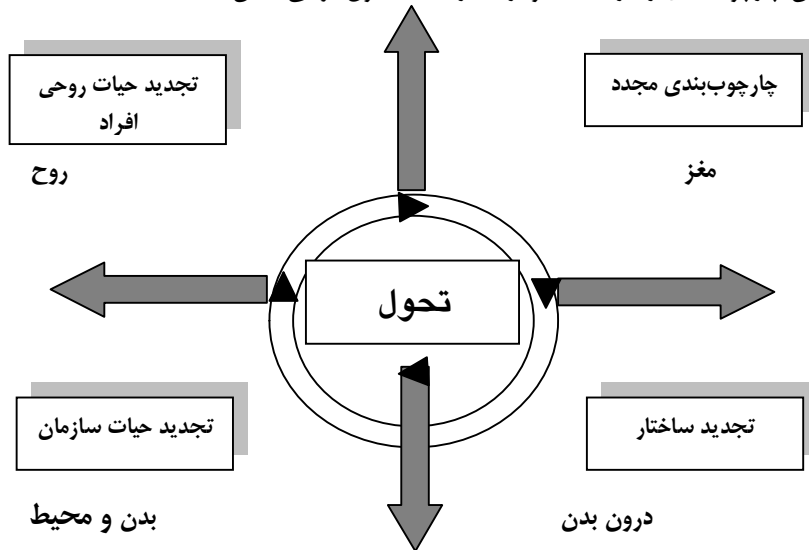 چارچوب‌بندی مجدد
تجدید حیات روحی
افراد
مغز
روح
تحول
تجدید ساختار
تجدید حیات سازمان
درون بدن
بدن و محیط